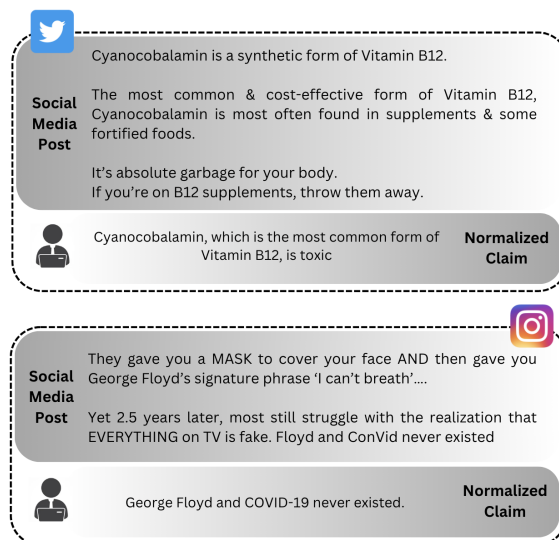 Cyanocobalamin is a synthetic form of Vitamin B12.
Social Media Post
The most common & cost-effective form of Vitamin B12,
Cyanocobalamin is most often found in supplements & some
fortified foods.
It's absolute garbage for your body.
If you're on B12 supplements, throw them away.
Cyanocobalamin, which is the most common form of
Vitamin B12, is toxic
Normalized
Claim
They gave you a MASK to cover your face AND then gave you
George Floyd's signature phrase 'I can't breath'....
Social
Media
Post
Yet 2.5 years later, most still struggle with the realization that
EVERYTHING on TV is fake. Floyd and ConVid never existed
George Floyd and COVID-19 never existed.
Normalized
Claim